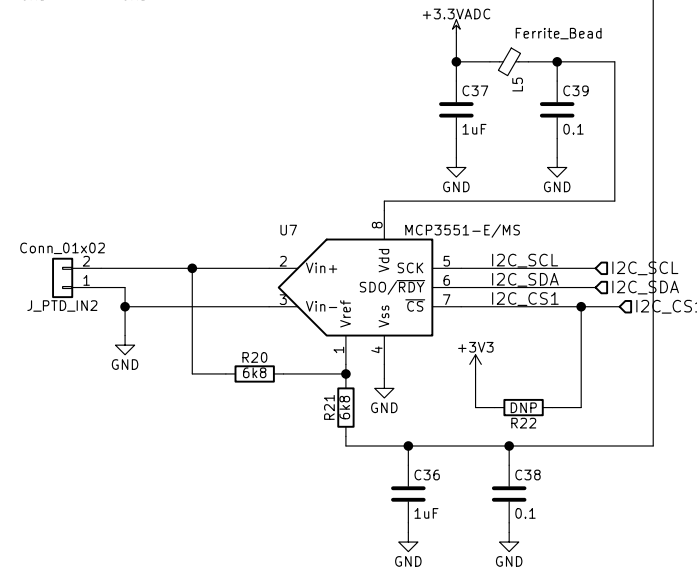 +3.3VADC
Ferrite_Bead
L5
C37
1uF
C39
0.1
GND
GND
U7
8
MCP3551-E/MS
Conn_01x02
2
1
J_PTD_IN2
2
Vin+
3
Vin-
Vdd
SCK
SDO/RDY
CS
Vref
Vss
5
I2C_SCL
I2C_SCL
6
I2C_SDA
I2C_SDA
7
I2C_CS1
I2C_CS1
1
4
GND
R20
6k8
R21
6k8
GND
+3V3
DNP
R22
C36
1uF
C38
0.1
GND
GND